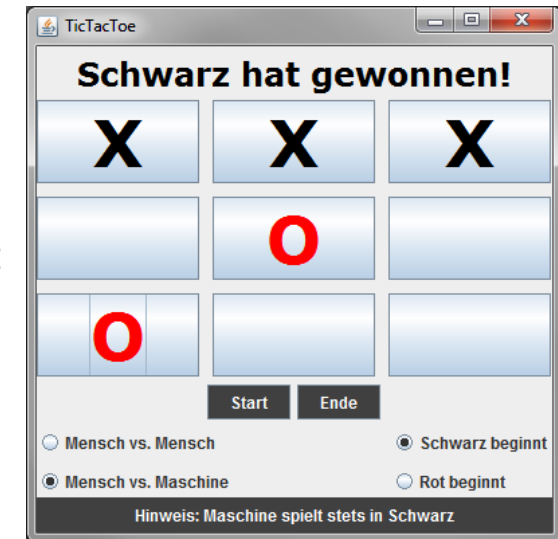 TicTacToe
Schwarz hat gewonnen!
X X X
O
O
Start Ende
Mensch vs. Mensch Schwarz beginnt
Mensch vs. Maschine Rot beginnt
Hinweis: Maschine spielt stets in Schwarz